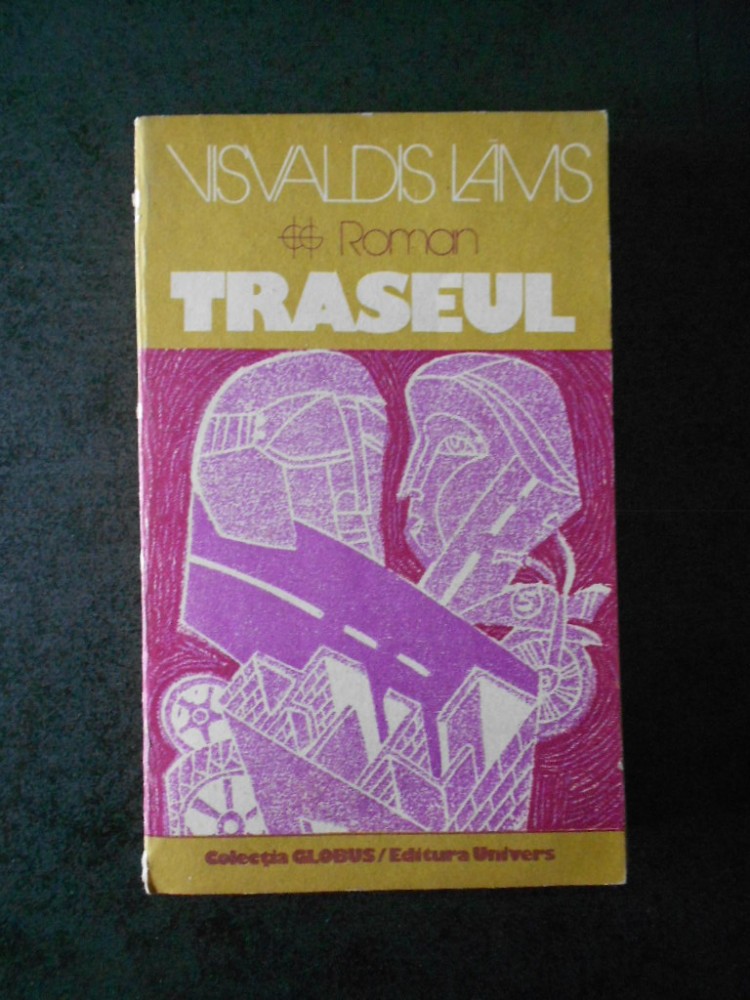 VISVALDIS LĀMS
Roman
TRASEUL
Colecția GLOBUS/Editura Univers